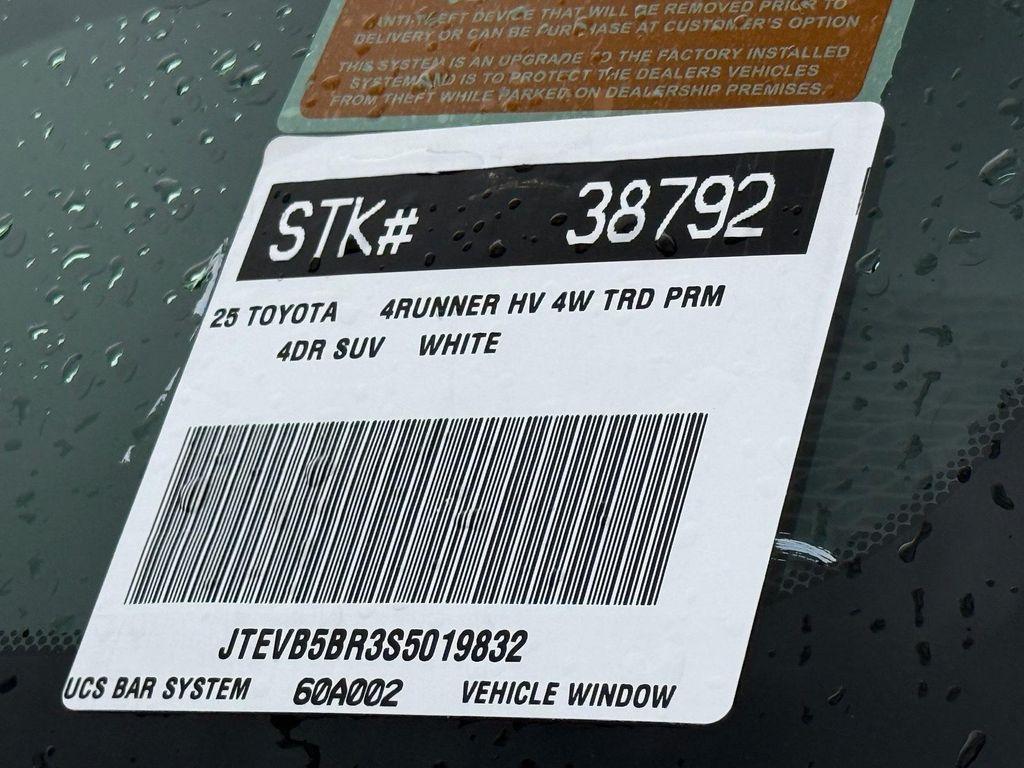 ANTI-THEFT DEVICE THAT WILL BE REMOVED PRIOR TO
DELIVERY OR CAN BE PURCHASE AT CUSTOMER'S OPTION
THIS SYSTEM IS AN UPGRADE TO THE FACTORY INSTALLED
SYSTEM AND IS TO PROTECT THE DEALERS VEHICLES
FROM THEFT WHILE PARKED ON DEALERSHIP PREMISES.
STK# 38792
25 TOYOTA 4RUNNER HV 4W TRD PRM
4DR SUV WHITE
JTEVB5BR3S5019832
UCS BAR SYSTEM 60A002 VEHICLE WINDOW